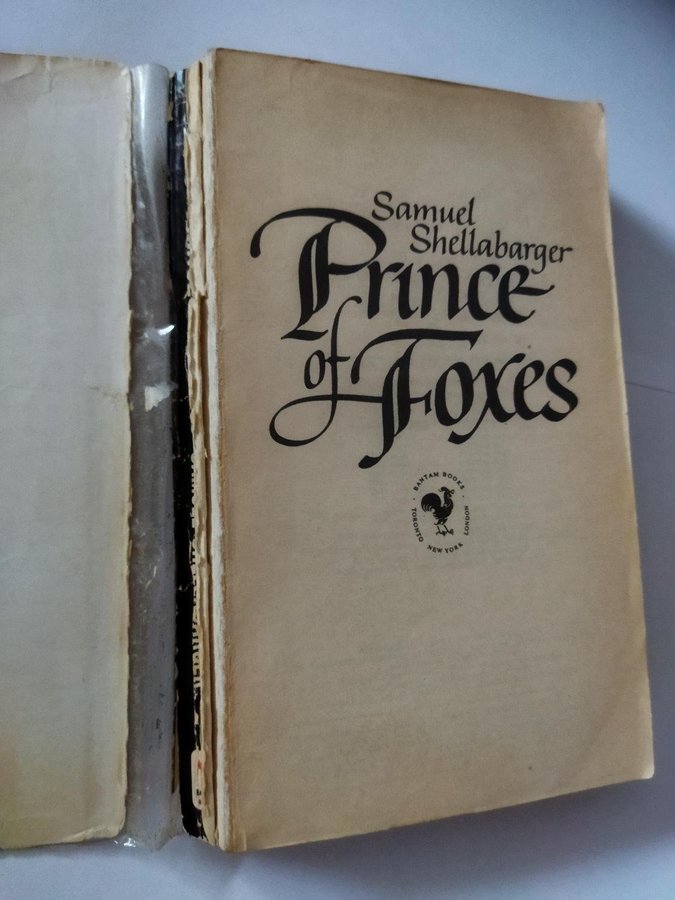 Samuel
Shellabarger
Prince
of Foxes
BANTAM BOOKS
TORONTO · NEW YORK · LONDON